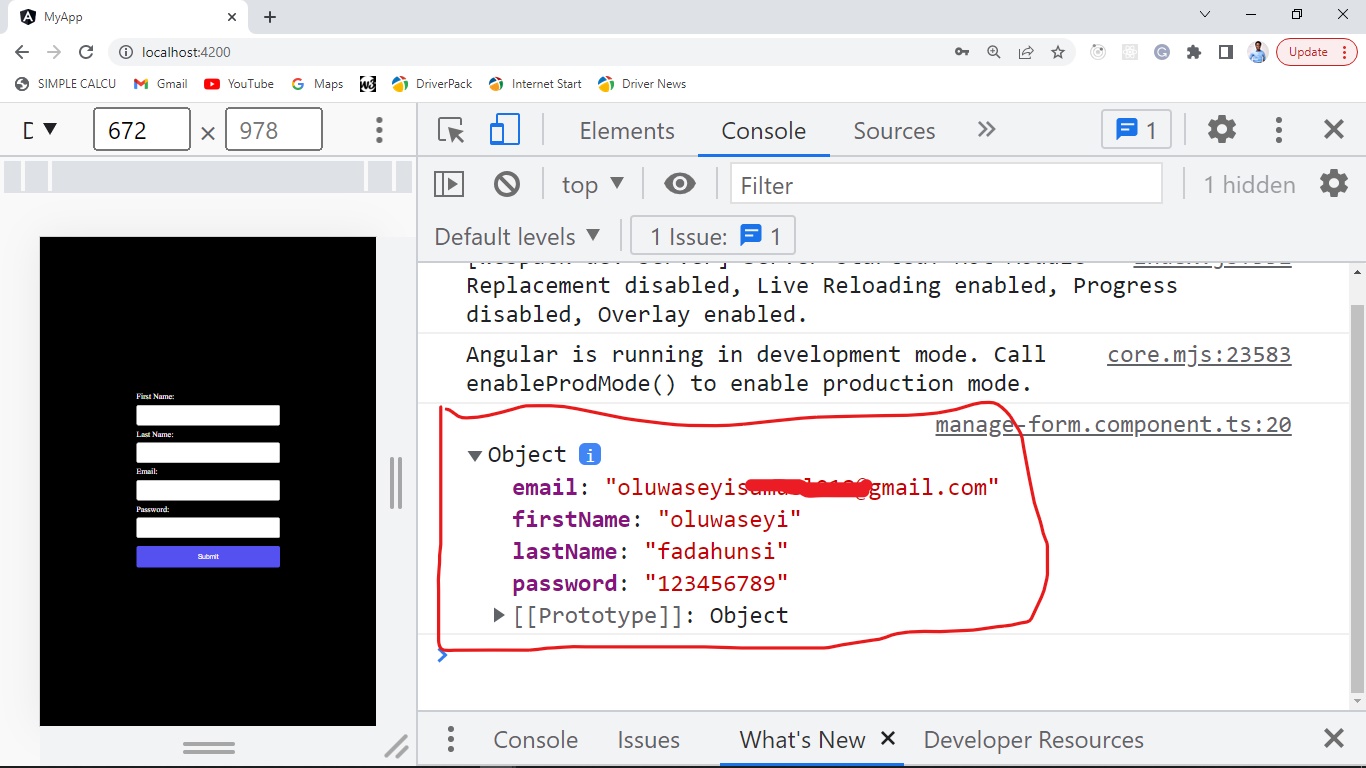 MyApp
localhost:4200
Update
SIMPLE CALCU Gmail YouTube Maps DriverPack Internet Start Driver News
672 × 978
Elements Console Sources 1
top Filter 1 hidden
Default levels 1 Issue: 1
Replacement disabled, Live Reloading enabled, Progress
disabled, Overlay enabled.
Angular is running in development mode. Call core.mjs:23583
enableProdMode() to enable production mode.
manage-form.component.ts:20
Object i
email: "oluwaseyi gmail.com"
firstName: "oluwaseyi"
lastName: "fadahunsi"
password: "123456789"
[[Prototype]]: Object
First Name:
Last Name:
Email:
Password:
Submit
Console Issues What's New Developer Resources